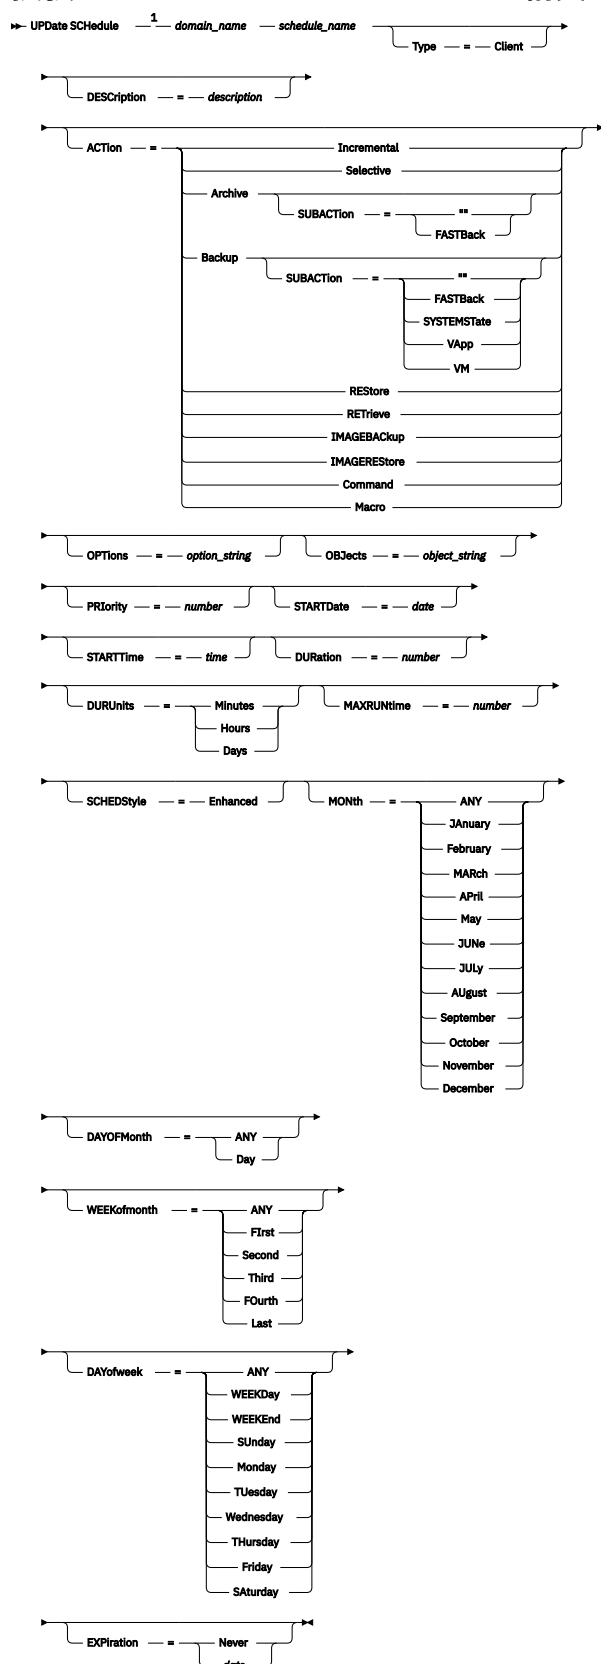 UPDate SCHedule 1 domain_name schedule_name
Type = Client
DESCription = description
ACTion = Incremental
Selective
Archive
SUBACTion = ""
FASTBack
Backup
SUBACTion = ""
FASTBack
SYSTEMSTate
VApp
VM
REStore
RETrieve
IMAGEBACkup
IMAGEREStore
Command
Macro
OPTions = option_string OBJects = object_string
PRIority = number STARTDate = date
STARTTime = time DURation = number
DURUnits = Minutes MAXRUNtime = number
Hours
Days
SCHEDStyle = Enhanced MONth = ANY
JAnuary
February
MARch
APril
May
JUNe
JULy
AUgust
September
October
November
December
DAYOFMonth = ANY
Day
WEEKofmonth = ANY
FIrst
Second
Third
FOurth
Last
DAYofweek = ANY
WEEKDay
WEEKEnd
SUnday
Monday
TUesday
Wednesday
THursday
Friday
SAturday
EXPiration = Never
date